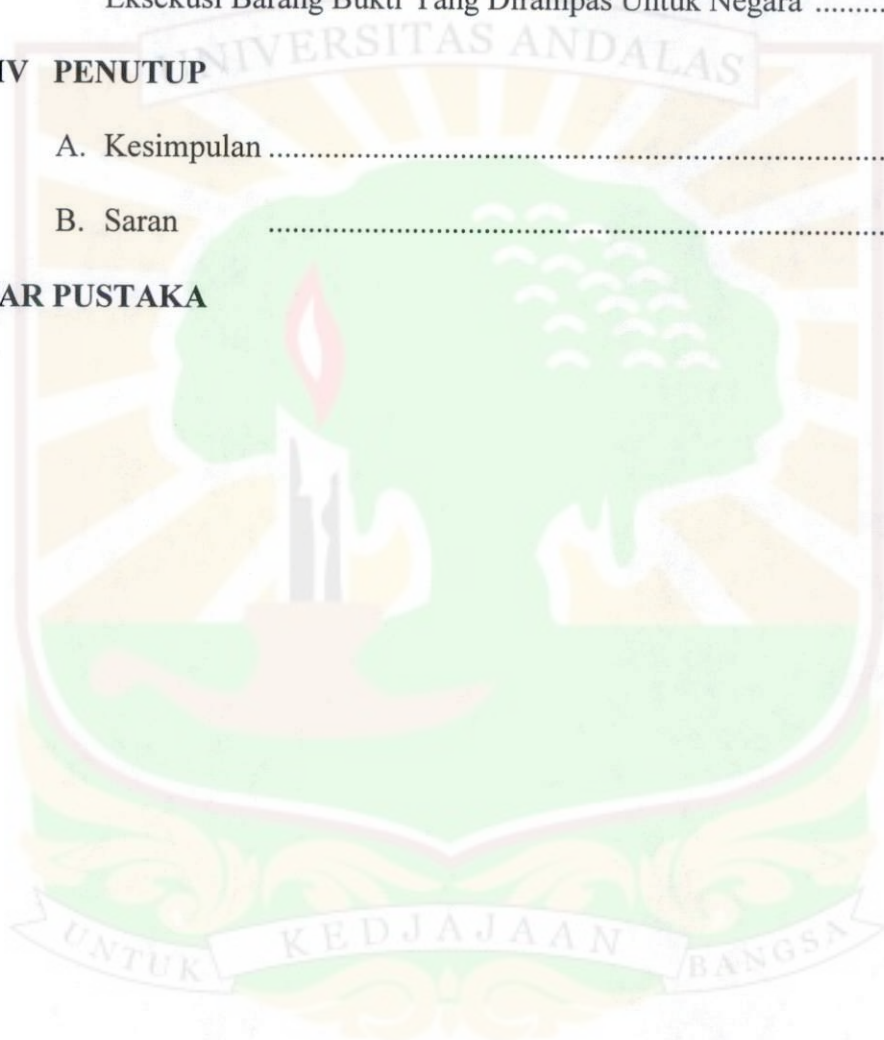 Eksekusi Barang Bukti Yang Dirampas Untuk Negara .........
UNIVERSITAS ANDALAS
IV PENUTUP
A. Kesimpulan ........................................................................
B. Saran ........................................................................
AR PUSTAKA
UNTUK KEDJAJAAN BANGSA